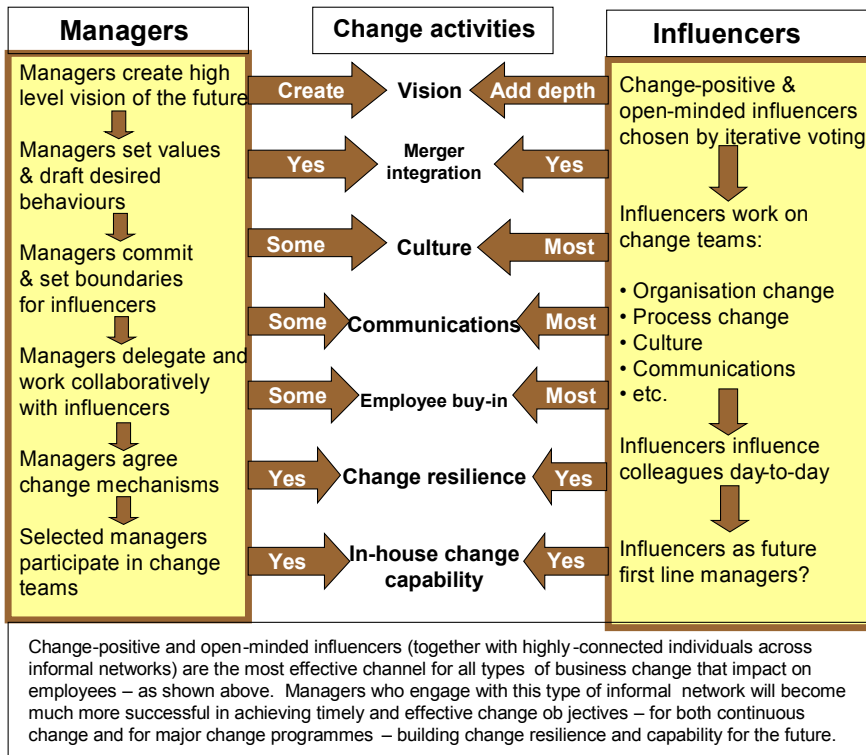 Managers
Change activities
Influencers
Managers create high
level vision of the future
Managers set values
& draft desired
behaviours
Managers commit
& set boundaries
for influencers
Managers delegate and
work collaboratively
with influencers
Managers agree
change mechanisms
Selected managers
participate in change
teams
Create Vision Add depth
Yes Merger Yes
integration
Some Culture Most
Some Communications Most
Some Employee buy-in Most
Yes Change resilience Yes
Yes In-house change Yes
capability
Change-positive &
open-minded influencers
chosen by iterative voting
Influencers work on
change teams:
• Organisation change
• Process change
• Culture
• Communications
• etc.
Influencers influence
colleagues day-to-day
Influencers as future
first line managers?
Change-positive and open-minded influencers (together with highly-connected individuals across
informal networks) are the most effective channel for all types of business change that impact on
employees – as shown above. Managers who engage with this type of informal network will become
much more successful in achieving timely and effective change ob jectives – for both continuous
change and for major change programmes – building change resilience and capability for the future.